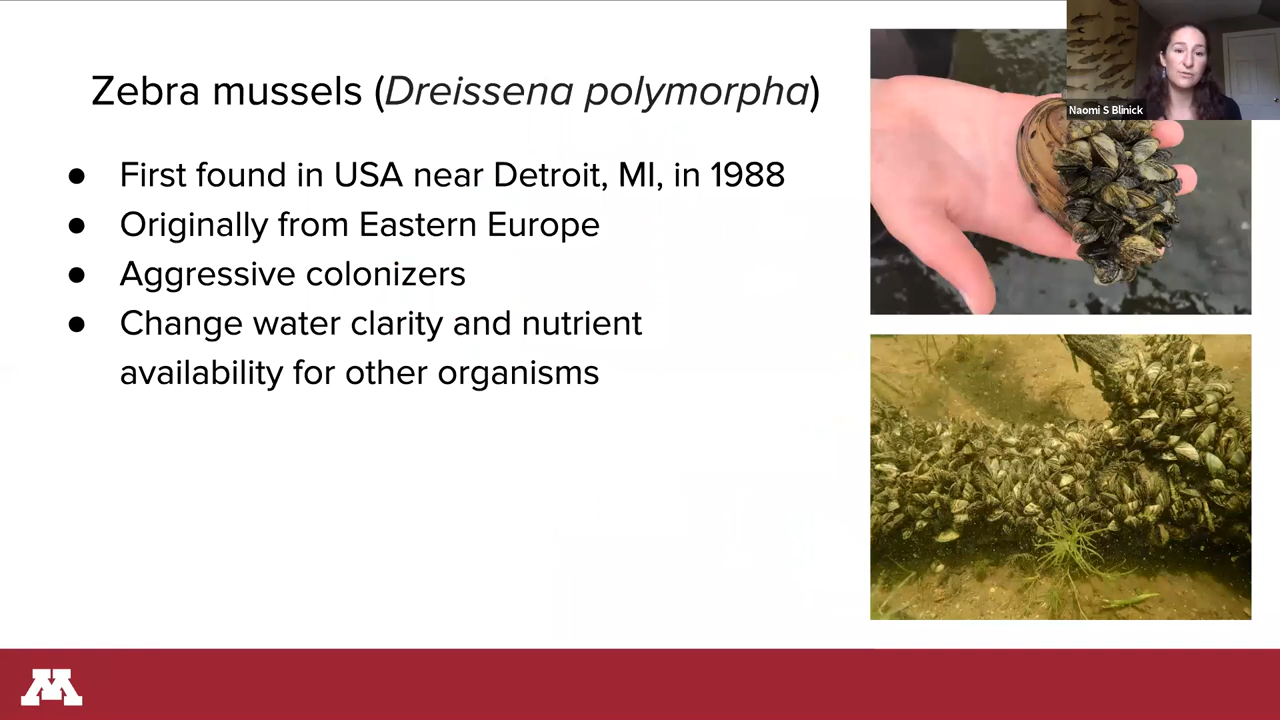 Zebra mussels (Dreissena polymorpha)
● First found in USA near Detroit, MI, in 1988
● Originally from Eastern Europe
● Aggressive colonizers
● Change water clarity and nutrient
availability for other organisms
Naomi S Blinick
M